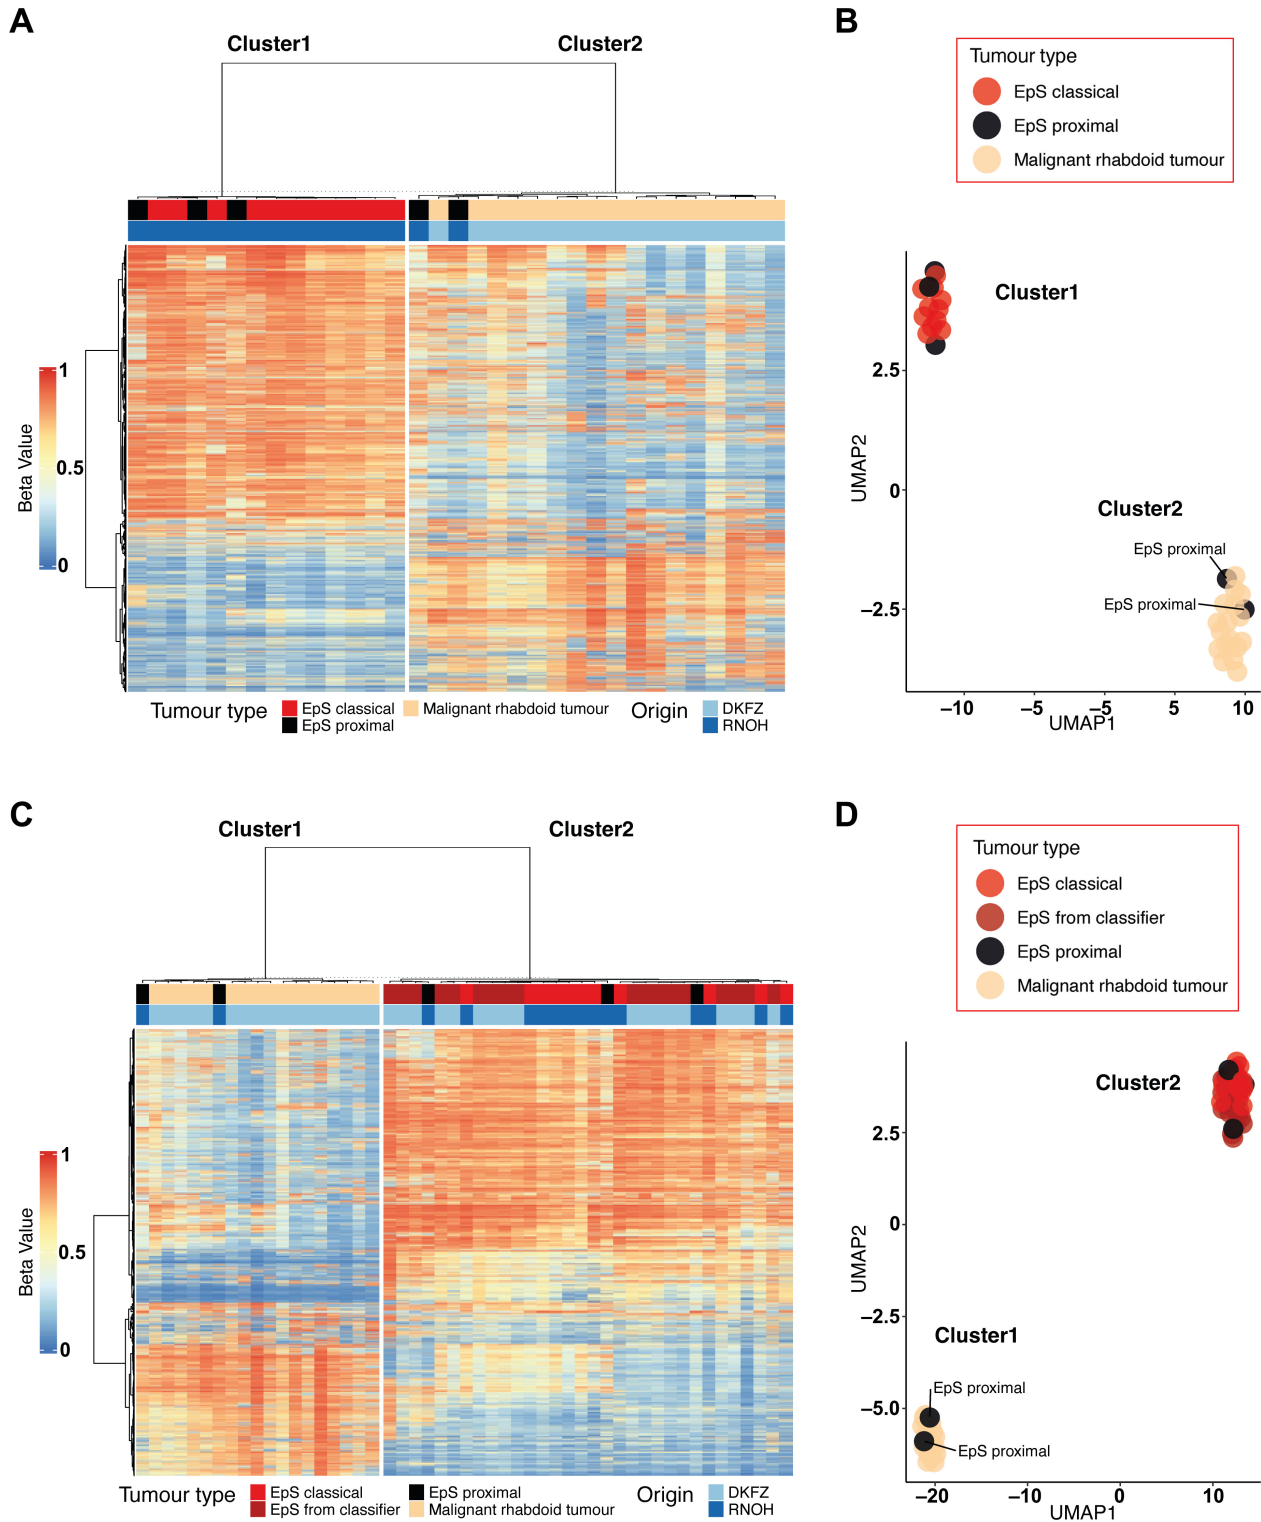 A
Cluster1
Cluster2
Beta Value
1
0.5
0
Tumour type
EpS classical
Malignant rhabdoid tumour
EpS proximal
Origin
DKFZ
RNOH
B
Tumour type
EpS classical
EpS proximal
Malignant rhabdoid tumour
Cluster1
2.5
0
−2.5
UMAP2
Cluster2
EpS proximal
EpS proximal
−10
−5
−5
5
10
UMAP1
C
Cluster1
Cluster2
Beta Value
1
0.5
0
Tumour type
EpS classical
EpS proximal
EpS from classifier
Malignant rhabdoid tumour
Origin
DKFZ
RNOH
D
Tumour type
EpS classical
EpS from classifier
EpS proximal
Malignant rhabdoid tumour
Cluster2
2.5
0
−2.5
−5.0
UMAP2
Cluster1
EpS proximal
EpS proximal
−20
−10
0
10
UMAP1